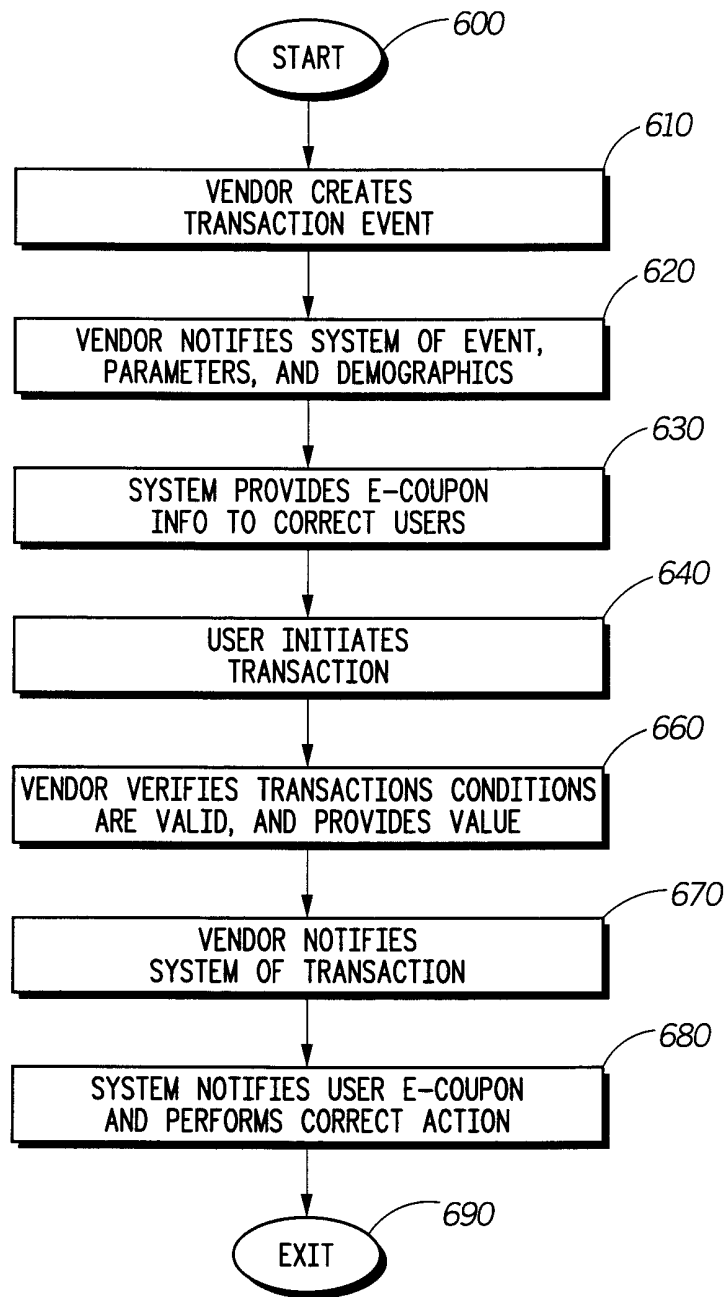 600
START
610
VENDOR CREATES
TRANSACTION EVENT
620
VENDOR NOTIFIES SYSTEM OF EVENT,
PARAMETERS, AND DEMOGRAPHICS
630
SYSTEM PROVIDES E-COUPON
INFO TO CORRECT USERS
640
USER INITIATES
TRANSACTION
660
VENDOR VERIFIES TRANSACTIONS CONDITIONS
ARE VALID, AND PROVIDES VALUE
670
VENDOR NOTIFIES
SYSTEM OF TRANSACTION
680
SYSTEM NOTIFIES USER E-COUPON
AND PERFORMS CORRECT ACTION
690
EXIT